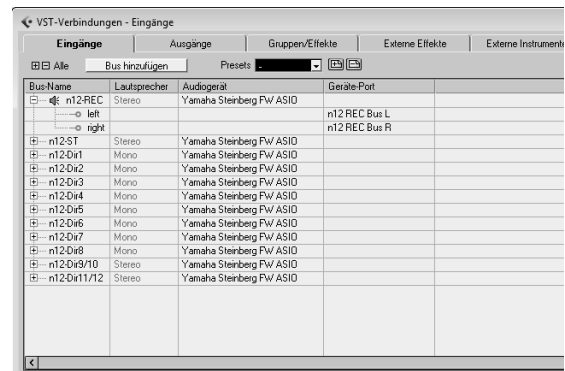 VST-Verbindungen - Eingänge
Eingänge Ausgänge Gruppen/Effekte Externe Effekte Externe Instrumente
Alle Bus hinzufügen Presets -
Bus-Name Lautsprecher Audiogerät Geräte-Port
n12-REC Stereo Yamaha Steinberg FW ASIO
left n12 REC Bus L
right n12 REC Bus R
n12-ST Stereo Yamaha Steinberg FW ASIO
n12-Dir1 Mono Yamaha Steinberg FW ASIO
n12-Dir2 Mono Yamaha Steinberg FW ASIO
n12-Dir3 Mono Yamaha Steinberg FW ASIO
n12-Dir4 Mono Yamaha Steinberg FW ASIO
n12-Dir5 Mono Yamaha Steinberg FW ASIO
n12-Dir6 Mono Yamaha Steinberg FW ASIO
n12-Dir7 Mono Yamaha Steinberg FW ASIO
n12-Dir8 Mono Yamaha Steinberg FW ASIO
n12-Dir9/10 Stereo Yamaha Steinberg FW ASIO
n12-Dir11/12 Stereo Yamaha Steinberg FW ASIO